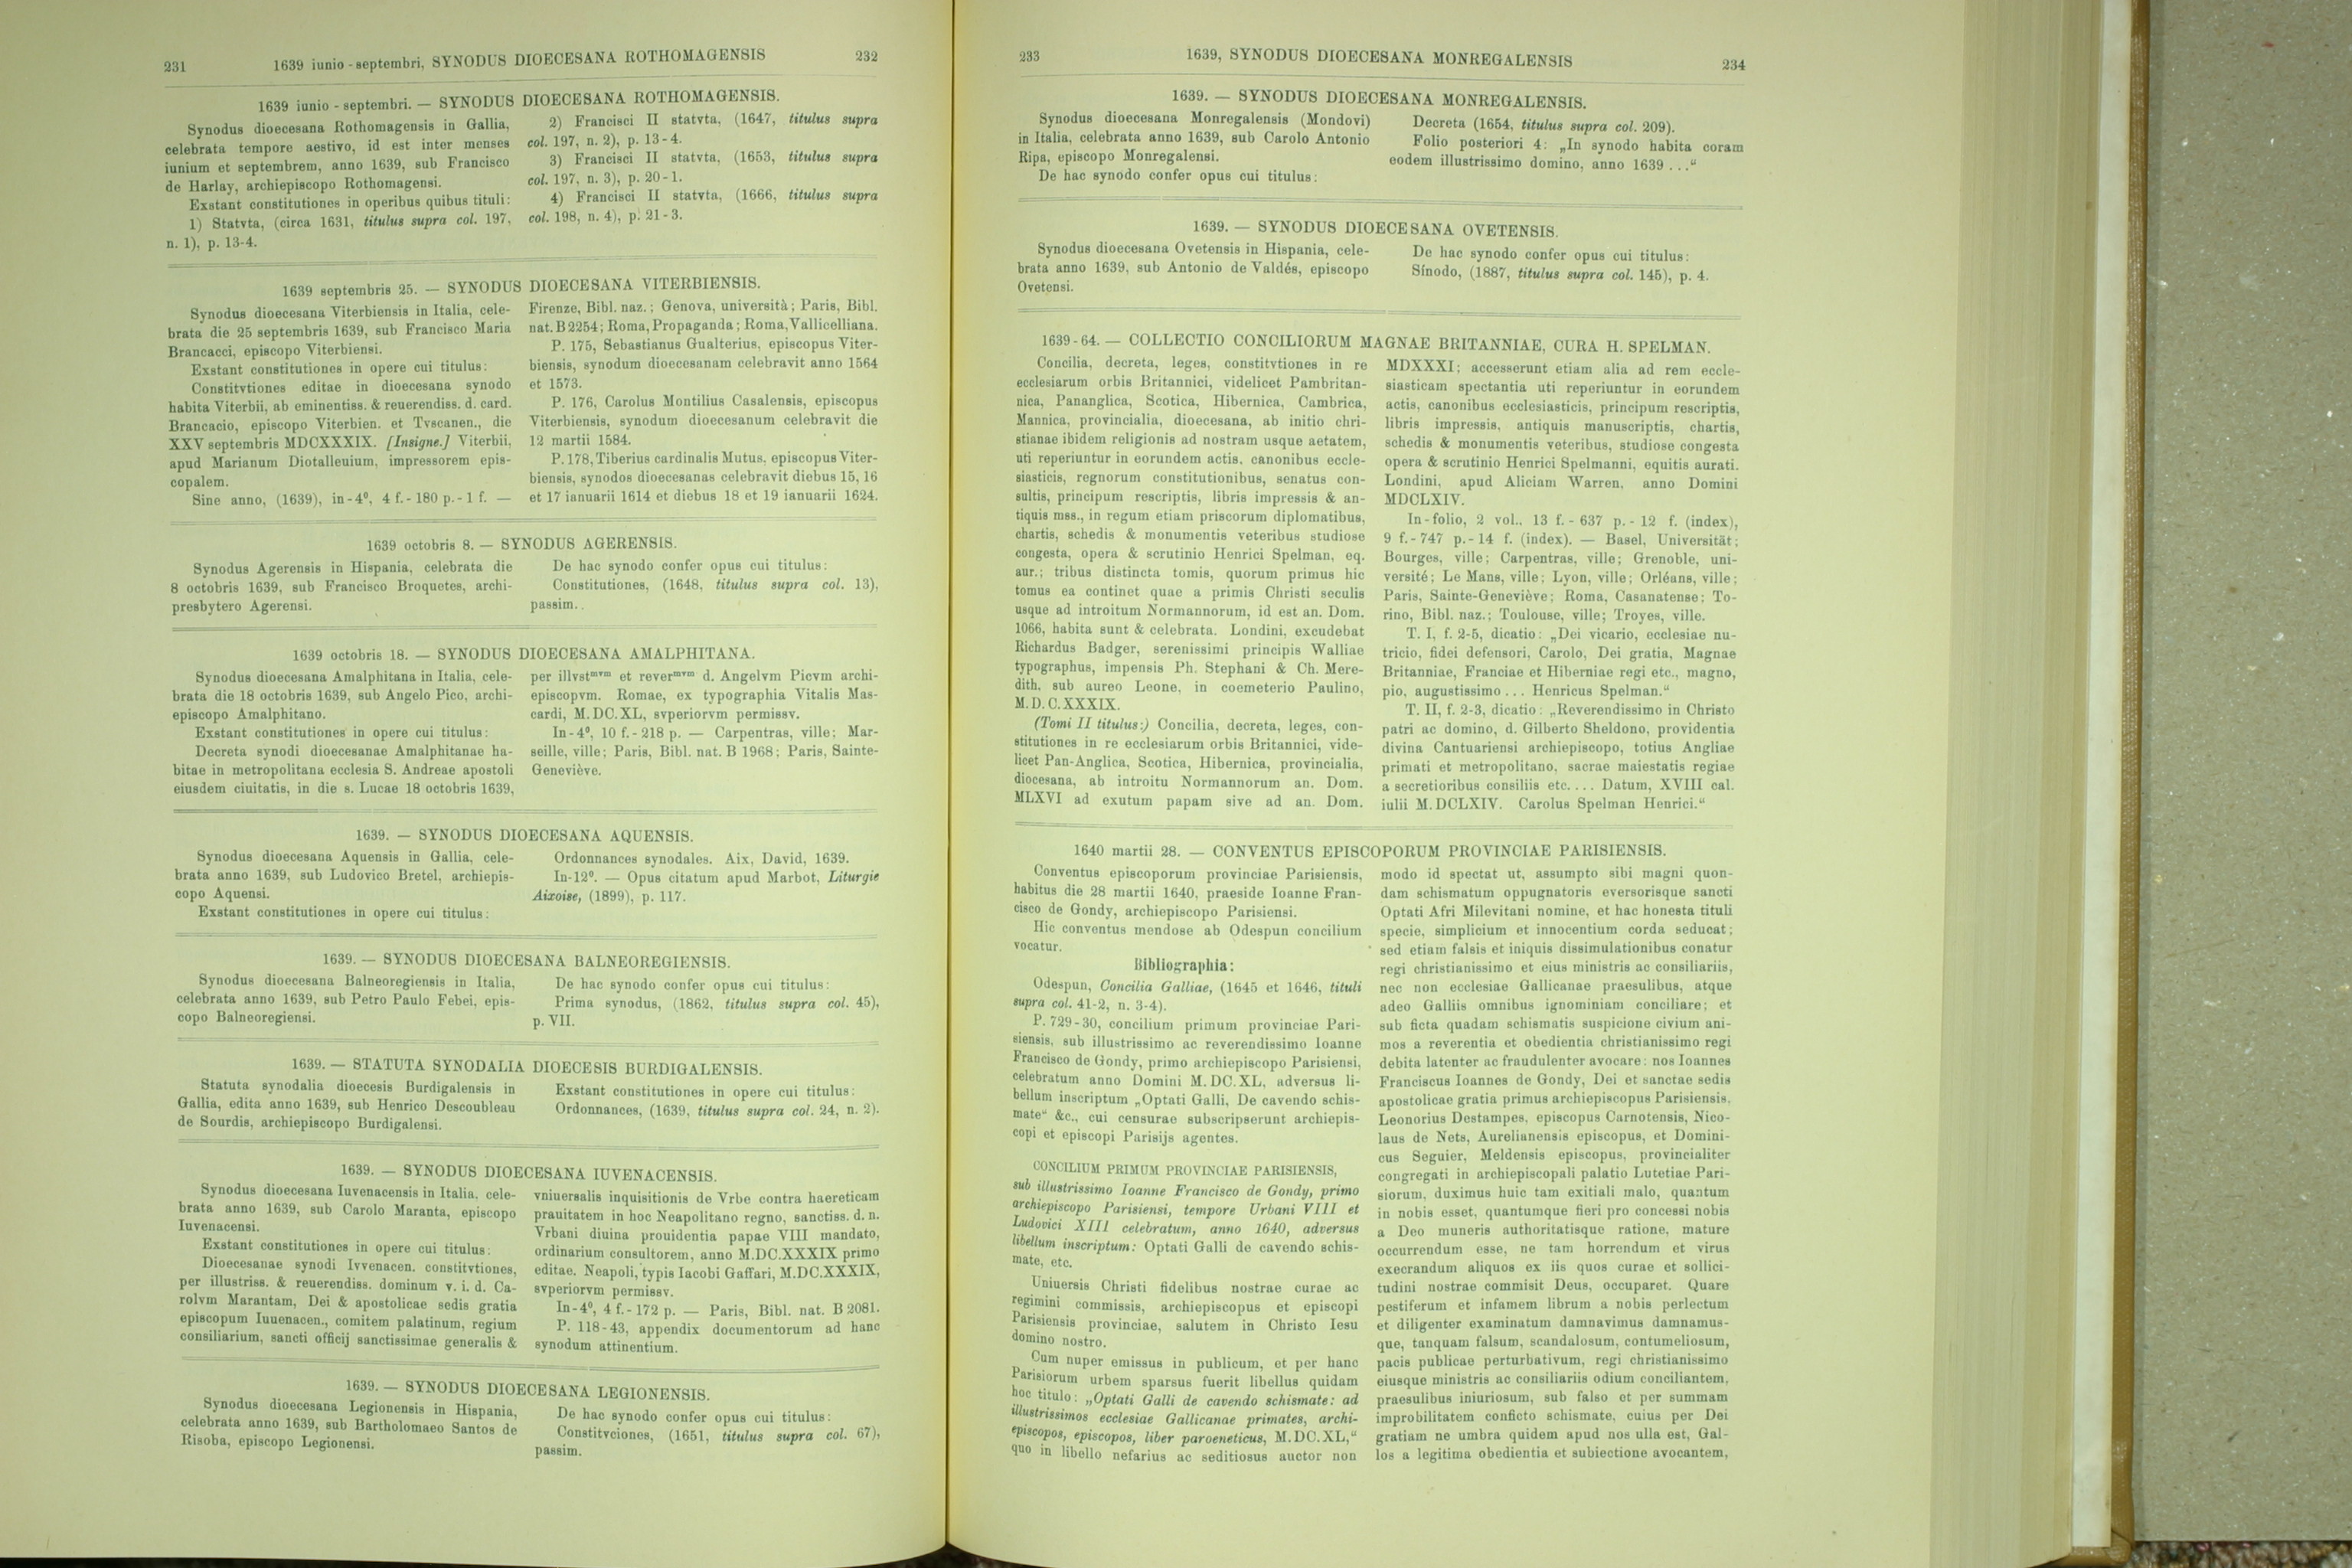 231
1639 iunio - septembri, SYNODUS DIOECESANA ROTHOMAGENSIS
232
1639 iunio - septembri. — SYNODUS DIOECESANA ROTHOMAGENSIS.
Synodus dioecesana Rothomagensis in Gallia,
celebrata tempore aestivo, id est inter menses
iunium et septembrem, anno 1639, sub Francisco
de Harlay, archiepiscopo Rothomagensi.
Exstant constitutiones in operibus quibus tituli:
1) Statvta, (circa 1631, titulus supra col. 197,
n. 1), p. 13-4.
2) Francisci II statvta, (1647, titulus supra
col. 197, n. 2), p. 13-4.
3) Francisci II statvta, (1653, titulus supra
col. 197, n. 3), p. 20-1.
4) Francisci II statvta, (1666, titulus supra
col. 198, n. 4), p. 21-3.
1639 septembris 25. — SYNODUS DIOECESANA VITERBIENSIS.
Synodus dioecesana Viterbiensis in Italia, cele-
brata die 25 septembris 1639, sub Francisco Maria
Brancacci, episcopo Viterbiensi.
Exstant constitutiones in opere cui titulus:
Constitvtiones editae in dioecesana synodo
habita Viterbii, ab eminentiss. & reuerendiss. d. card.
Brancacio, episcopo Viterbien. et Tvscanen., die
XXV septembris MDCXXXIX. [Insigne.] Viterbii,
apud Marianum Diotalleuium, impressorem epis-
copalem.
Sine anno, (1639), in-4º, 4 f.-180 p.-1 f. —
Firenze, Bibl. naz.; Genova, università; Paris, Bibl.
nat. B 2254; Roma, Propaganda; Roma, Vallicelliana.
P. 175, Sebastianus Gualterius, episcopus Viter-
biensis, synodum dioecesanam celebravit anno 1564
et 1573.
P. 176, Carolus Montilius Casalensis, episcopus
Viterbiensis, synodum dioecesanum celebravit die
12 martii 1584.
P. 178, Tiberius cardinalis Mutus, episcopus Viter-
biensis, synodos dioecesanas celebravit diebus 15, 16
et 17 ianuarii 1614 et diebus 18 et 19 ianuarii 1624.
1639 octobris 8. — SYNODUS AGERENSIS.
Synodus Agerensis in Hispania, celebrata die
8 octobris 1639, sub Francisco Broquetes, archi-
presbytero Agerensi.
De hac synodo confer opus cui titulus:
Constitutiones, (1648, titulus supra col. 13),
passim.
1639 octobris 18. — SYNODUS DIOECESANA AMALPHITANA.
Synodus dioecesana Amalphitana in Italia, cele-
brata die 18 octobris 1639, sub Angelo Pico, archi-
episcopo Amalphitano.
Exstant constitutiones in opere cui titulus:
Decreta synodi dioecesanae Amalphitanae ha-
bitae in metropolitana ecclesia S. Andreae apostoli
eiusdem ciuitatis, in die s. Lucae 18 octobris 1639,
per illvstᵐᵛᵐ et reverᵐᵛᵐ d. Angelvm Picvm archi-
episcopvm. Romae, ex typographia Vitalis Mas-
cardi, M.DC.XL, svperiorvm permissv.
In-4º, 10 f.-218 p. — Carpentras, ville; Mar-
seille, ville; Paris, Bibl. nat. B 1968; Paris, Sainte-
Geneviève.
1639. — SYNODUS DIOECESANA AQUENSIS.
Synodus dioecesana Aquensis in Gallia, cele-
brata anno 1639, sub Ludovico Bretel, archiepis-
copo Aquensi.
Exstant constitutiones in opere cui titulus:
Ordonnances synodales. Aix, David, 1639.
In-12º. — Opus citatum apud Marbot, Liturgie
Aixoise, (1899), p. 117.
1639. — SYNODUS DIOECESANA BALNEOREGIENSIS.
Synodus dioecesana Balneoregiensis in Italia,
celebrata anno 1639, sub Petro Paulo Febei, epis-
copo Balneoregiensi.
De hac synodo confer opus cui titulus:
Prima synodus, (1862, titulus supra col. 45),
p. VII.
1639. — STATUTA SYNODALIA DIOECESIS BURDIGALENSIS.
Statuta synodalia dioecesis Burdigalensis in
Gallia, edita anno 1639, sub Henrico Descoubleau
de Sourdis, archiepiscopo Burdigalensi.
Exstant constitutiones in opere cui titulus:
Ordonnances, (1639, titulus supra col. 24, n. 2).
1639. — SYNODUS DIOECESANA IUVENACENSIS.
Synodus dioecesana Iuvenacensis in Italia, cele-
brata anno 1639, sub Carolo Maranta, episcopo
Iuvenacensi.
Exstant constitutiones in opere cui titulus:
Dioecesanae synodi Ivvenacen. constitvtiones,
per illustriss. & reuerendiss. dominum v. i. d. Ca-
rolvm Marantam, Dei & apostolicae sedis gratia
episcopum Iuuenacen., comitem palatinum, regium
consiliarium, sancti officij sanctissimae generalis &
vniuersalis inquisitionis de Vrbe contra haereticam
prauitatem in hoc Neapolitano regno, sanctiss. d. n.
Vrbani diuina prouidentia papae VIII mandato,
ordinarium consultorem, anno M.DC.XXXIX primo
editae. Neapoli, typis Iacobi Gaffari, M.DC.XXXIX,
svperiorvm permissv.
In-4º, 4 f.-172 p. — Paris, Bibl. nat. B 2081.
P. 118-43, appendix documentorum ad hanc
synodum attinentium.
1639. — SYNODUS DIOECESANA LEGIONENSIS.
Synodus dioecesana Legionensis in Hispania,
celebrata anno 1639, sub Bartholomaeo Santos de
Risoba, episcopo Legionensi.
De hac synodo confer opus cui titulus:
Constitvciones, (1651, titulus supra col. 67),
passim.
233
1639, SYNODUS DIOECESANA MONREGALENSIS
234
1639. — SYNODUS DIOECESANA MONREGALENSIS.
Synodus dioecesana Monregalensis (Mondovi)
in Italia, celebrata anno 1639, sub Carolo Antonio
Ripa, episcopo Monregalensi.
De hac synodo confer opus cui titulus:
Decreta (1654, titulus supra col. 209).
Folio posteriori 4: „In synodo habita coram
eodem illustrissimo domino, anno 1639 ...“
1639. — SYNODUS DIOECESANA OVETENSIS.
Synodus dioecesana Ovetensis in Hispania, cele-
brata anno 1639, sub Antonio de Valdés, episcopo
Ovetensi.
De hac synodo confer opus cui titulus:
Sínodo, (1887, titulus supra col. 145), p. 4.
1639-64. — COLLECTIO CONCILIORUM MAGNAE BRITANNIAE, CURA H. SPELMAN.
Concilia, decreta, leges, constitvtiones in re
ecclesiarum orbis Britannici, videlicet Pambritan-
nica, Pananglica, Scotica, Hibernica, Cambrica,
Mannica, provincialia, dioecesana, ab initio chri-
stianae ibidem religionis ad nostram usque aetatem,
uti reperiuntur in eorundem actis, canonibus eccle-
siasticis, regnorum constitutionibus, senatus con-
sultis, principum rescriptis, libris impressis & an-
tiquis mss., in regum etiam priscorum diplomatibus,
chartis, schedis & monumentis veteribus studiose
congesta, opera & scrutinio Henrici Spelman, eq.
aur.; tribus distincta tomis, quorum primus hic
tomus ea continet quae a primis Christi seculis
usque ad introitum Normannorum, id est an. Dom.
1066, habita sunt & celebrata. Londini, excudebat
Richardus Badger, serenissimi principis Walliae
typographus, impensis Ph. Stephani & Ch. Mere-
dith, sub aureo Leone, in coemeterio Paulino,
M.D.C.XXXIX.
(Tomi II titulus:) Concilia, decreta, leges, con-
stitutiones in re ecclesiarum orbis Britannici, vide-
licet Pan-Anglica, Scotica, Hibernica, provincialia,
diocesana, ab introitu Normannorum an. Dom.
MLXVI ad exutum papam sive ad an. Dom.
MDXXXI; accesserunt etiam alia ad rem eccle-
siasticam spectantia uti reperiuntur in eorundem
actis, canonibus ecclesiasticis, principum rescriptis,
libris impressis, antiquis manuscriptis, chartis,
schedis & monumentis veteribus, studiose congesta
opera & scrutinio Henrici Spelmanni, equitis aurati.
Londini, apud Aliciam Warren, anno Domini
MDCLXIV.
In-folio, 2 vol., 13 f.-637 p.-12 f. (index),
9 f.-747 p.-14 f. (index). — Basel, Universität;
Bourges, ville; Carpentras, ville; Grenoble, uni-
versité; Le Mans, ville; Lyon, ville; Orléans, ville;
Paris, Sainte-Geneviève; Roma, Casanatense; To-
rino, Bibl. naz.; Toulouse, ville; Troyes, ville.
T. I, f. 2-5, dicatio: „Dei vicario, ecclesiae nu-
tricio, fidei defensori, Carolo, Dei gratia, Magnae
Britanniae, Franciae et Hiberniae regi etc., magno,
pio, augustissimo ... Henricus Spelman.“
T. II, f. 2-3, dicatio: „Reverendissimo in Christo
patri ac domino, d. Gilberto Sheldono, providentia
divina Cantuariensi archiepiscopo, totius Angliae
primati et metropolitano, sacrae maiestatis regiae
a secretioribus consiliis etc. ... Datum, XVIII cal.
iulii M.DCLXIV. Carolus Spelman Henrici.“
1640 martii 28. — CONVENTUS EPISCOPORUM PROVINCIAE PARISIENSIS.
Conventus episcoporum provinciae Parisiensis,
habitus die 28 martii 1640, praeside Ioanne Fran-
cisco de Gondy, archiepiscopo Parisiensi.
Hic conventus mendose ab Odespun concilium
vocatur.
Bibliographia:
Odespun, Concilia Galliae, (1645 et 1646, tituli
supra col. 41-2, n. 3-4).
P. 729-30, concilium primum provinciae Pari-
siensis, sub illustrissimo ac reverendissimo Ioanne
Francisco de Gondy, primo archiepiscopo Parisiensi,
celebratum anno Domini M.DC.XL, adversus li-
bellum inscriptum „Optati Galli, De cavendo schis-
mate“ &c., cui censurae subscripserunt archiepis-
copi et episcopi Parisijs agentes.
CONCILIUM PRIMUM PROVINCIAE PARISIENSIS,
sub illustrissimo Ioanne Francisco de Gondy, primo
archiepiscopo Parisiensi, tempore Urbani VIII et
Ludovici XIII celebratum, anno 1640, adversus
libellum inscriptum: Optati Galli de cavendo schis-
mate, etc.
Uniuersis Christi fidelibus nostrae curae ac
regimini commissis, archiepiscopus et episcopi
Parisiensis provinciae, salutem in Christo Iesu
domino nostro.
Cum nuper emissus in publicum, et per hanc
Parisiorum urbem sparsus fuerit libellus quidam
hoc titulo: „Optati Galli de cavendo schismate: ad
illustrissimos ecclesiae Gallicanae primates, archi-
episcopos, episcopos, liber paroeneticus, M.DC.XL,“
quo in libello nefarius ac seditiosus auctor non
modo id spectat ut, assumpto sibi magni quon-
dam schismatum oppugnatoris eversorisque sancti
Optati Afri Milevitani nomine, et hac honesta tituli
specie, simplicium et innocentium corda seducat;
sed etiam falsis et iniquis dissimulationibus conatur
regi christianissimo et eius ministris ac consiliariis,
nec non ecclesiae Gallicanae praesulibus, atque
adeo Galliis omnibus ignominiam conciliare; et
sub ficta quadam schismatis suspicione civium ani-
mos a reverentia et obedientia christianissimo regi
debita latenter ac fraudulenter avocare: nos Ioannes
Franciscus Ioannes de Gondy, Dei et sanctae sedis
apostolicae gratia primus archiepiscopus Parisiensis,
Leonorius Destampes, episcopus Carnotensis, Nico-
laus de Nets, Aurelianensis episcopus, et Domini-
cus Seguier, Meldensis episcopus, provincialiter
congregati in archiepiscopali palatio Lutetiae Pari-
siorum, duximus huic tam exitiali malo, quantum
in nobis esset, quantumque fieri pro concessi nobis
a Deo muneris authoritatisque ratione, mature
occurrendum esse, ne tam horrendum et virus
execrandum aliquos ex iis quos curae et sollici-
tudini nostrae commisit Deus, occuparet. Quare
pestiferum et infamem librum a nobis perlectum
et diligenter examinatum damnavimus damnamus-
que, tanquam falsum, scandalosum, contumeliosum,
pacis publicae perturbativum, regi christianissimo
eiusque ministris ac consiliariis odium conciliantem,
praesulibus iniuriosum, sub falso et per summam
improbilitatem conficto schismate, cuius per Dei
gratiam ne umbra quidem apud nos ulla est, Gal-
los a legitima obedientia et subiectione avocantem,